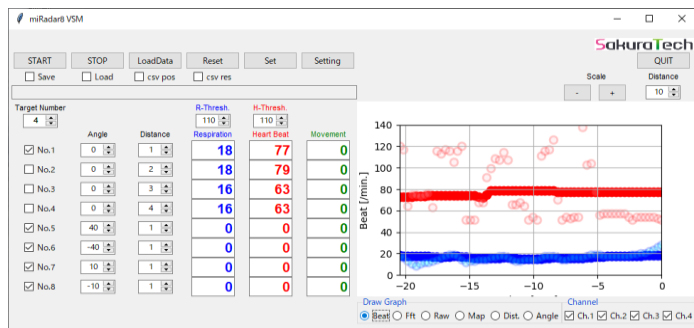 miRadar8 VSM
SakuraTech
START STOP LoadData Reset Set Setting QUIT
Save Load csv pos csv res Scale Distance
- + 10
Target Number R-Thresh. H-Thresh.
4 110 110
Angle Distance Respiration Heart Beat Movement
No.1 0 1 18 77 0
No.2 0 2 18 79 0
No.3 0 3 16 63 0
No.4 0 4 16 63 0
No.5 40 1 0 0 0
No.6 -40 1 0 0 0
No.7 10 1 0 0 0
No.8 -10 1 0 0 0
Beat [/min.]
140
120
100
80
60
40
20
0
-20 -15 -10 -5 0
Draw Graph Channel
Beat Fft Raw Map Dist. Angle Ch.1 Ch.2 Ch.3 Ch.4